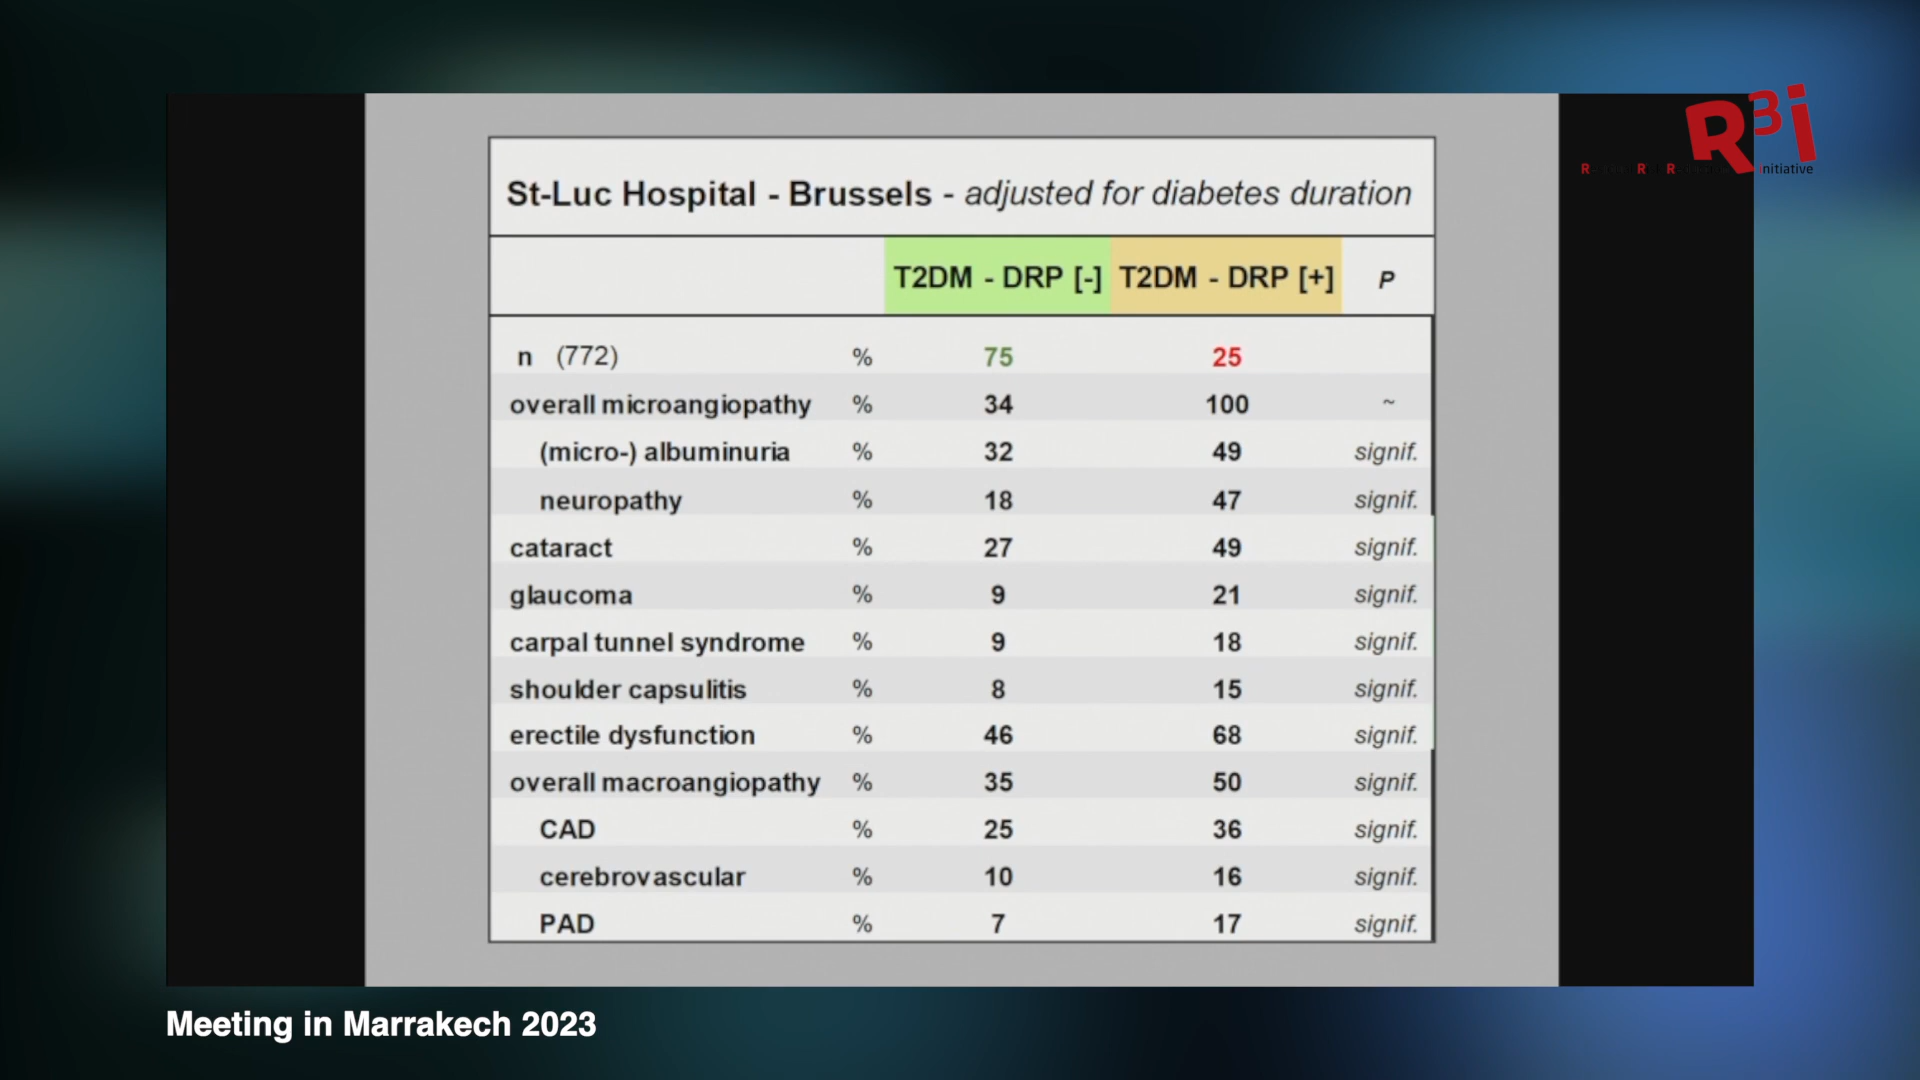 R3i
R R R initiative
St-Luc Hospital - Brussels - adjusted for diabetes duration
T2DM - DRP [-] T2DM - DRP [+] P
n (772) % 75 25
overall microangiopathy % 34 100 ~
(micro-) albuminuria % 32 49 signif.
neuropathy % 18 47 signif.
cataract % 27 49 signif.
glaucoma % 9 21 signif.
carpal tunnel syndrome % 9 18 signif.
shoulder capsulitis % 8 15 signif.
erectile dysfunction % 46 68 signif.
overall macroangiopathy % 35 50 signif.
CAD % 25 36 signif.
cerebrovascular % 10 16 signif.
PAD % 7 17 signif.
Meeting in Marrakech 2023